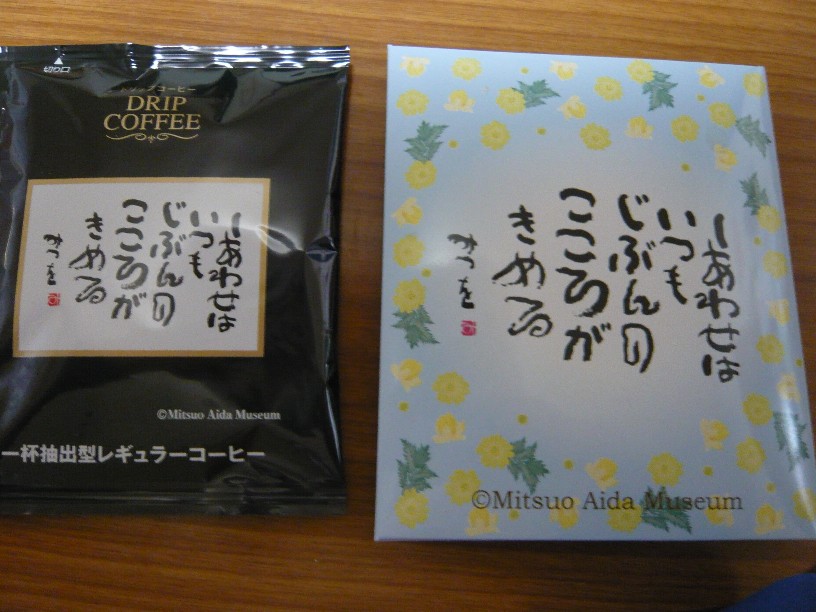 切り口
ドリップコーヒー
DRIP
COFFEE
しあわせは
いつも
じぶんの
こころが
きめる
みつを
©Mitsuo Aida Museum
一杯抽出型レギュラーコーヒー
しあわせは
いつも
じぶんの
こころが
きめる
みつを
©Mitsuo Aida Museum